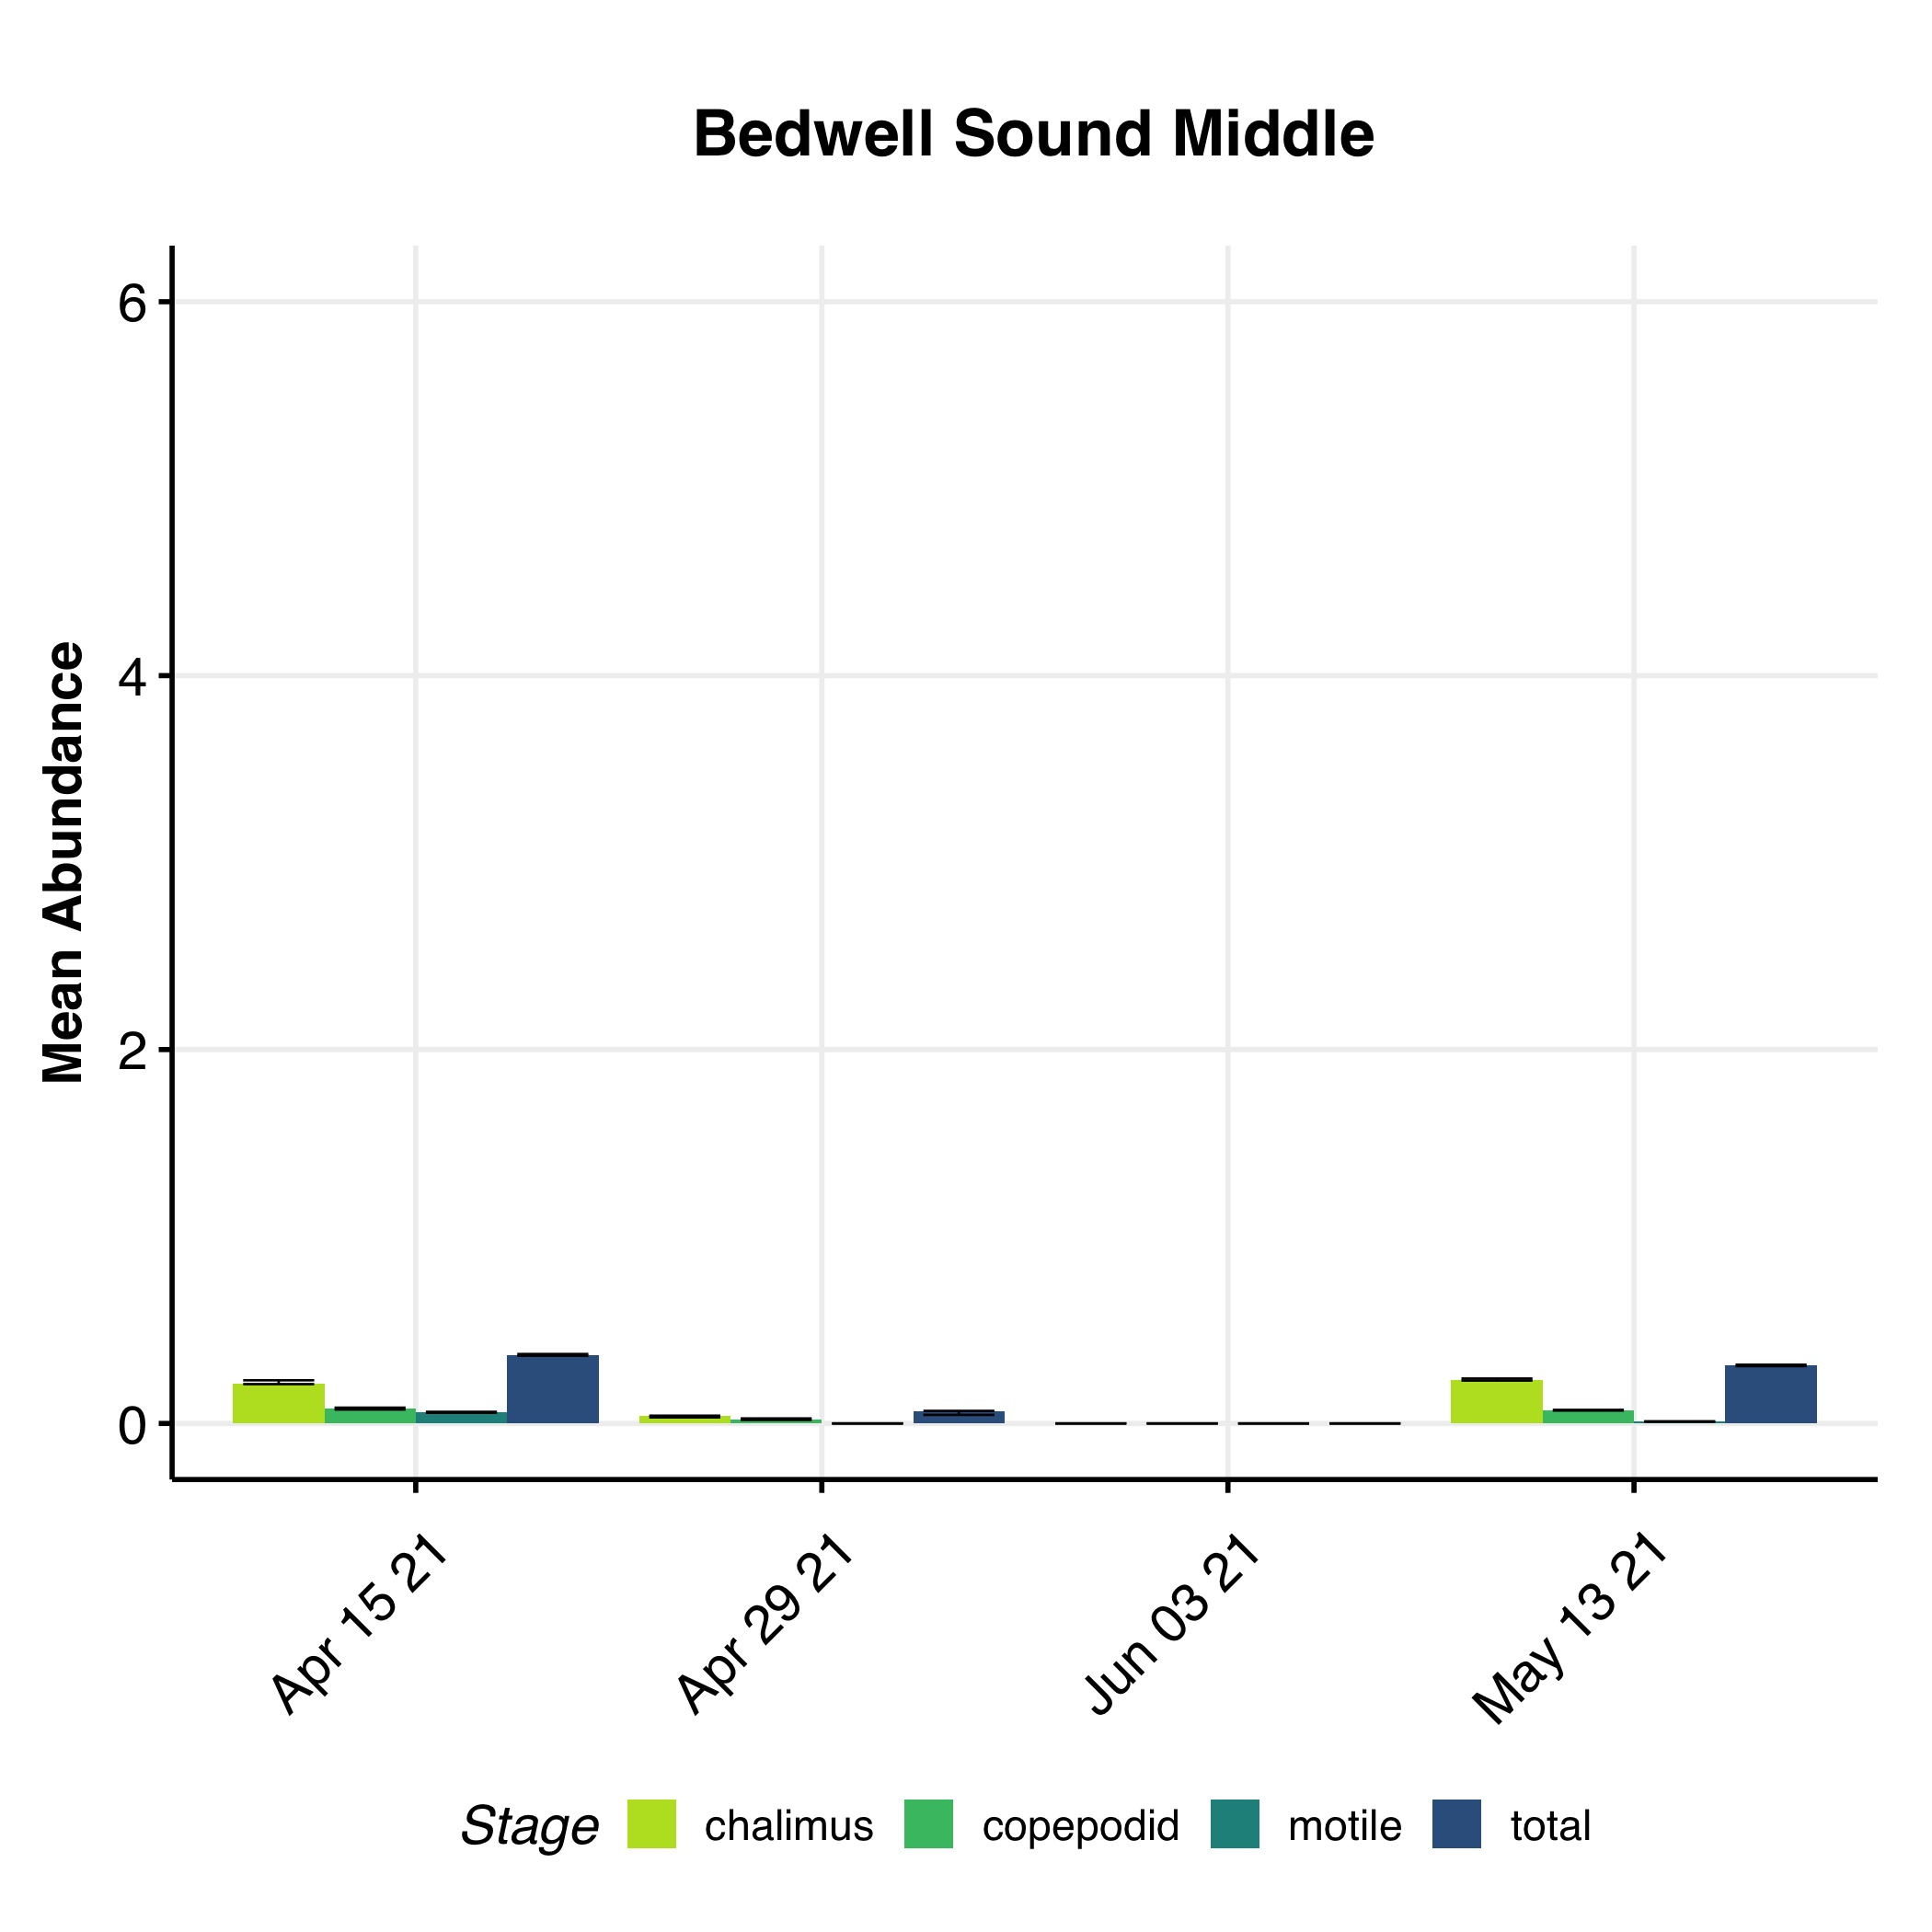 Bedwell Sound Middle
Mean Abundance
6
4
2
0
Apr 15 21
Apr 29 21
Jun 03 21
May 13 21
Stage chalimus copepodid motile total